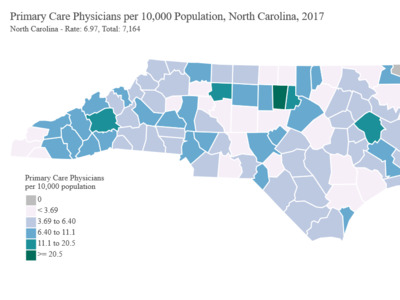 Primary Care Physicians per 10,000 Population, North Carolina, 2017
North Carolina - Rate: 6.97, Total: 7,164
Primary Care Physicians
per 10,000 population
0
< 3.69
3.69 to 6.40
6.40 to 11.1
11.1 to 20.5
>= 20.5